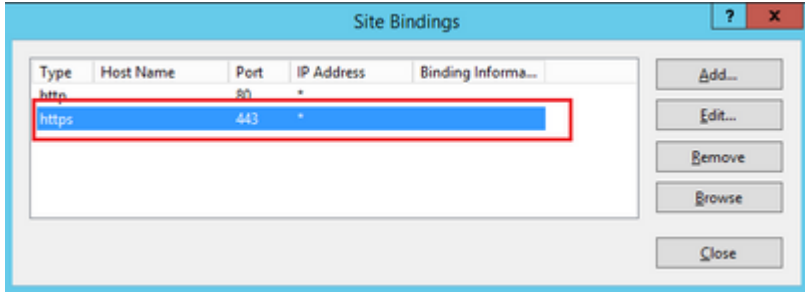 Site Bindings
?
x
Type Host Name Port IP Address Binding Informa...
http 80 *
https 443 *
Add...
Edit...
Remove
Browse
Close